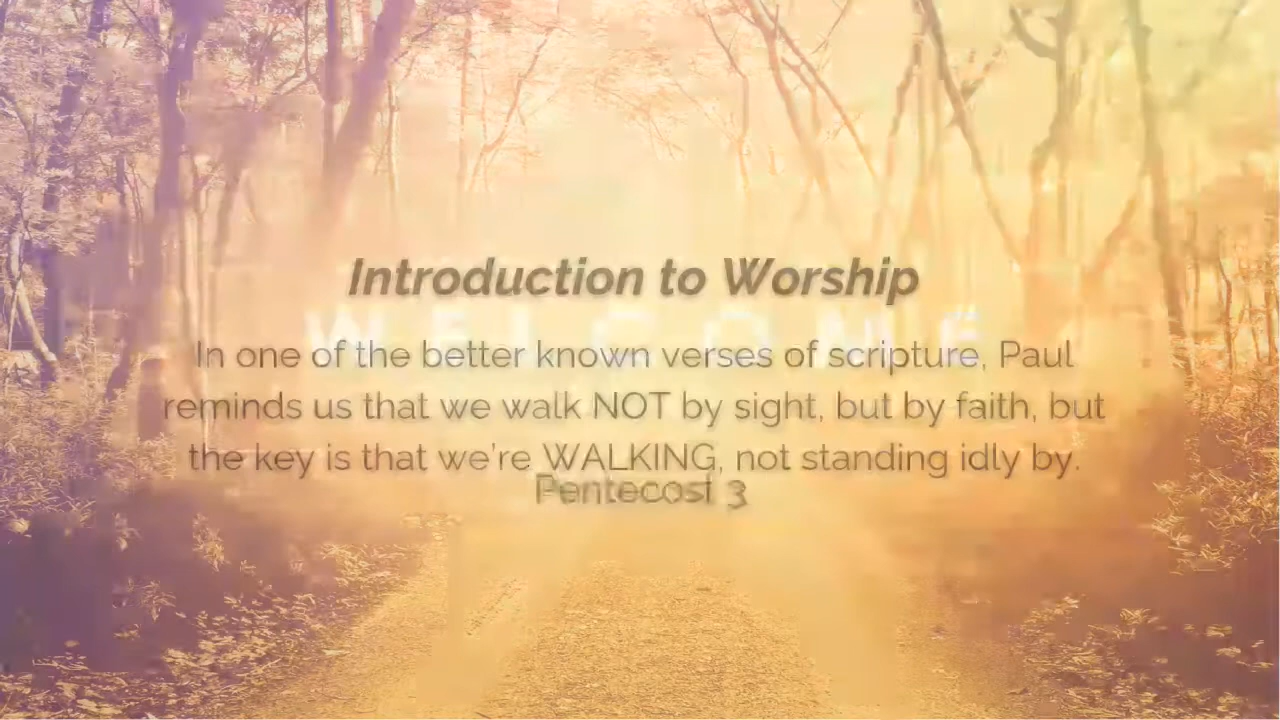 Introduction to Worship
WELCOME
In one of the better known verses of scripture, Paul
reminds us that we walk NOT by sight, but by faith, but
the key is that we're WALKING, not standing idly by.
Pentecost 3